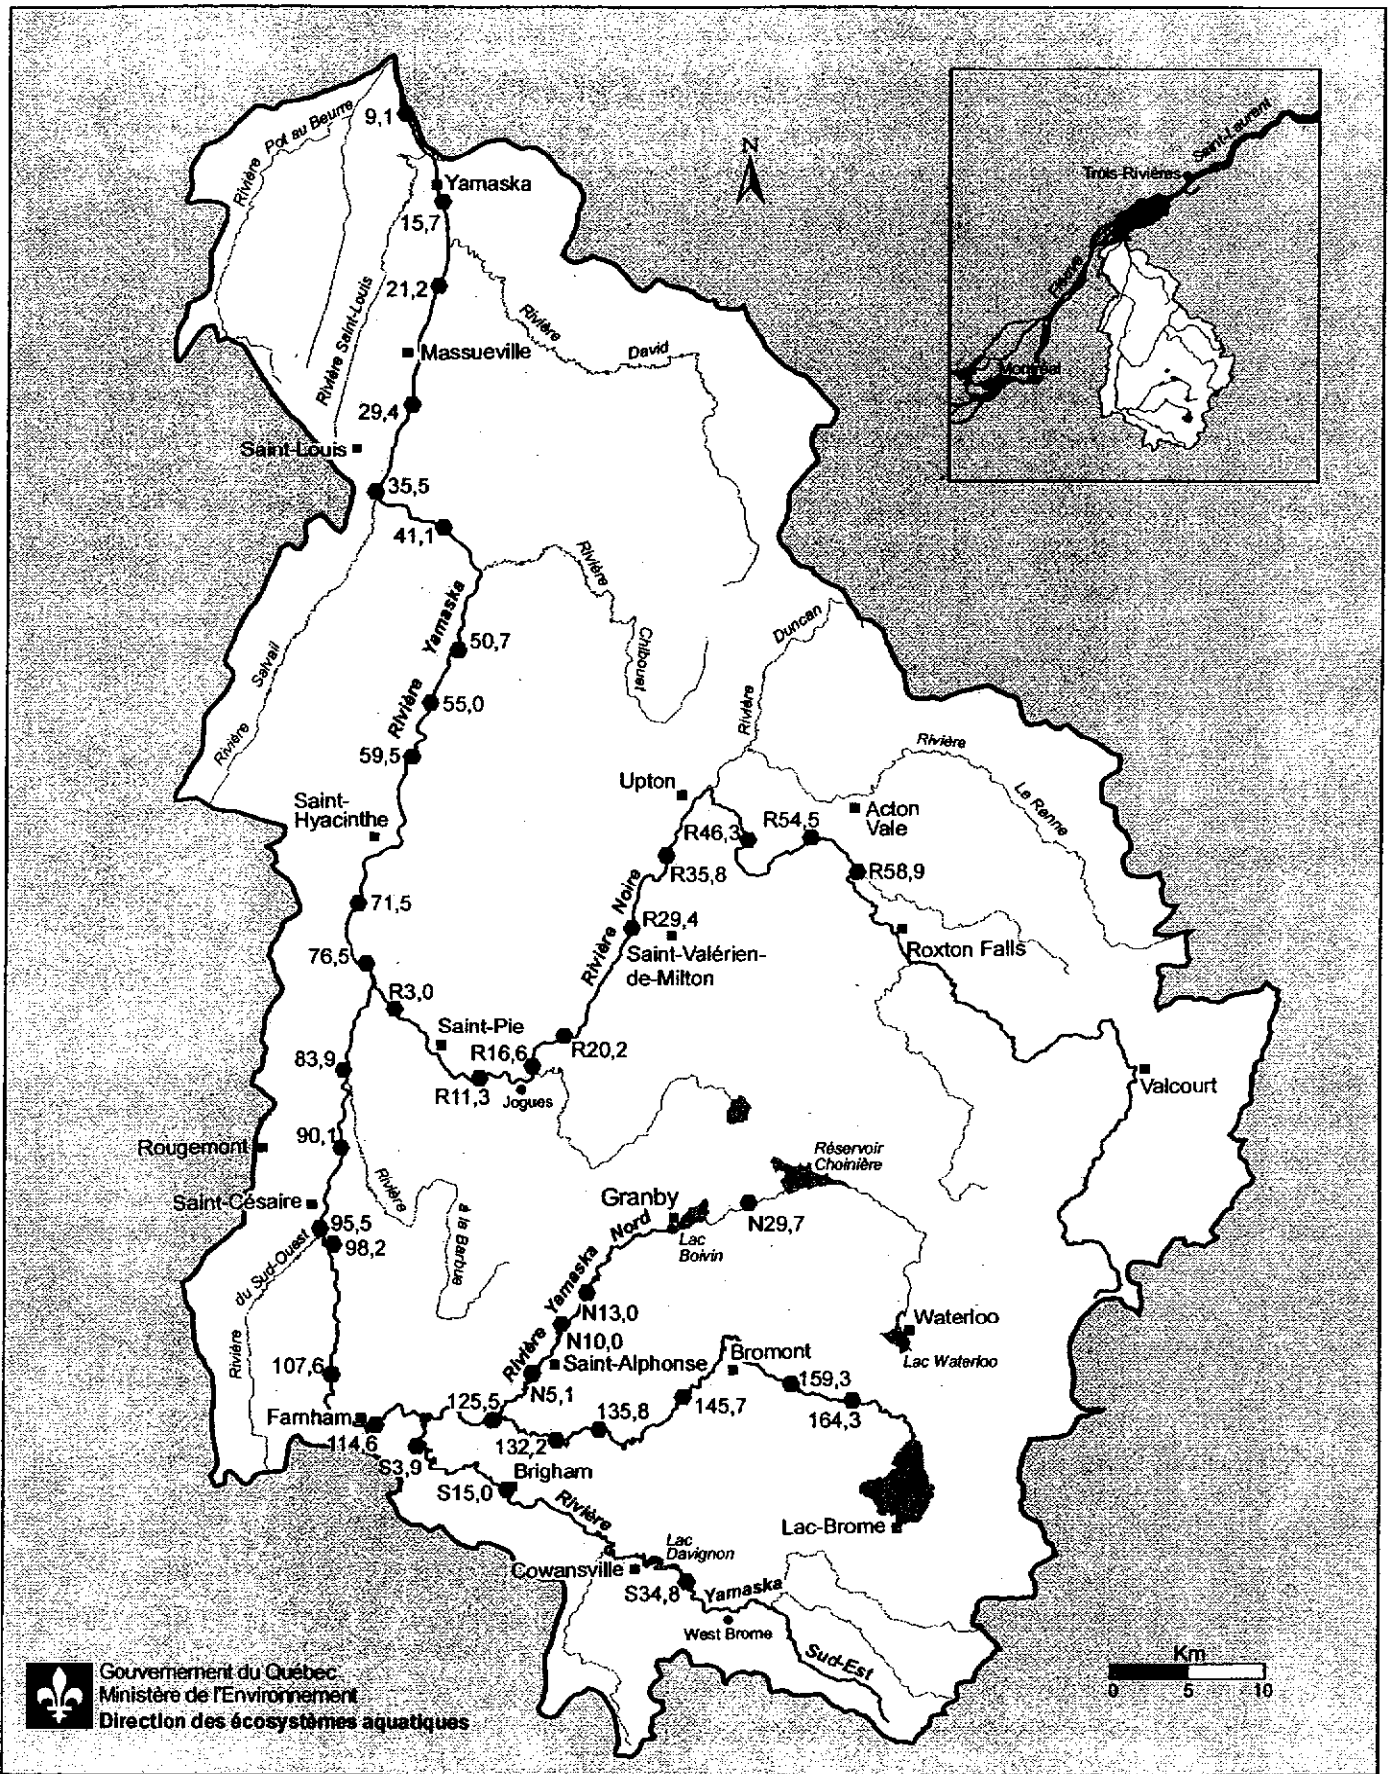 9,1
Rivière Pot au Beurre
N
Saint-Laurent
Trois-Rivières
Fleuve
Montréal
Yamaska
15,7
21,2
Rivière Saint-Louis
Massueville
Rivière
David
29,4
Saint-Louis
35,5
41,1
Rivière
Chibouet
Rivière Yamaska
50,7
55,0
59,5
Rivière
Salvail
Rivière
Duncan
Rivière
Le Renne
Upton
Acton
Vale
Saint-
Hyacinthe
R46,3
R54,5
R58,9
R35,8
Rivière Noire
R29,4
Saint-Valérien-
de-Milton
Roxton Falls
71,5
76,5
R3,0
Saint-Pie
R16,6
R20,2
R11,3
Jogues
83,9
Valcourt
90,1
Rougemont
Réservoir
Choinière
Saint-Césaire
Rivière
à la Barbue
Granby
N29,7
Lac
Boivin
95,5
98,2
Rivière
du Sud-Ouest
Rivière Yamaska Nord
N13,0
N10,0
Saint-Alphonse
N5,1
Waterloo
Lac Waterloo
Bromont
107,6
159,3
164,3
145,7
135,8
125,5
132,2
Farnham
114,6
S3,9
Brigham
S15,0
Rivière
Lac-Brome
Lac
Davignon
Cowansville
S34,8
Yamaska
West Brome
Sud-Est
Km
0 5 10
Gouvernement du Québec
Ministère de l'Environnement
Direction des écosystèmes aquatiques